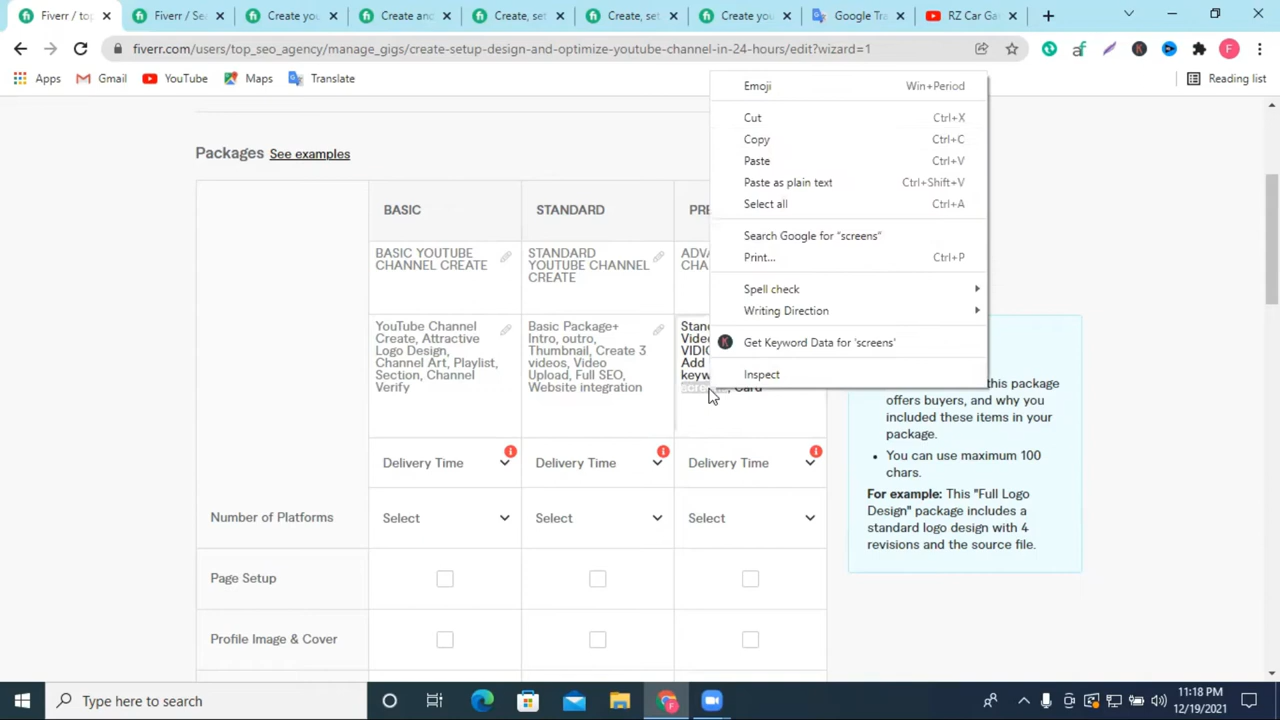 Fiverr / top
Fiverr / Se
Create you
Create and
Create, set
Create, set
Create you
Google Tra
RZ Car Ga
fiverr.com/users/top_seo_agency/manage_gigs/create-setup-design-and-optimize-youtube-channel-in-24-hours/edit?wizard=1
Apps
Gmail
YouTube
Maps
Translate
Reading list
Packages See examples
BASIC
STANDARD
PRE
BASIC YOUTUBE
CHANNEL CREATE
STANDARD
YOUTUBE CHANNEL
CREATE
ADVA
CHA
YouTube Channel
Create, Attractive
Logo Design,
Channel Art, Playlist,
Section, Channel
Verify
Basic Package+
Intro, outro,
Thumbnail, Create 3
videos, Video
Upload, Full SEO,
Website integration
Stand
Video
VIDIQ
Add
keyw
Card
Delivery Time
Delivery Time
Delivery Time
Number of Platforms
Select
Select
Select
Page Setup
Profile Image & Cover
Emoji Win+Period
Cut Ctrl+X
Copy Ctrl+C
Paste Ctrl+V
Paste as plain text Ctrl+Shift+V
Select all Ctrl+A
Search Google for "screens"
Print... Ctrl+P
Spell check
Writing Direction
Get Keyword Data for 'screens'
Inspect
this package
offers buyers, and why you
included these items in your
package.
• You can use maximum 100
chars.
For example: This "Full Logo
Design" package includes a
standard logo design with 4
revisions and the source file.
Type here to search
11:18 PM
12/19/2021